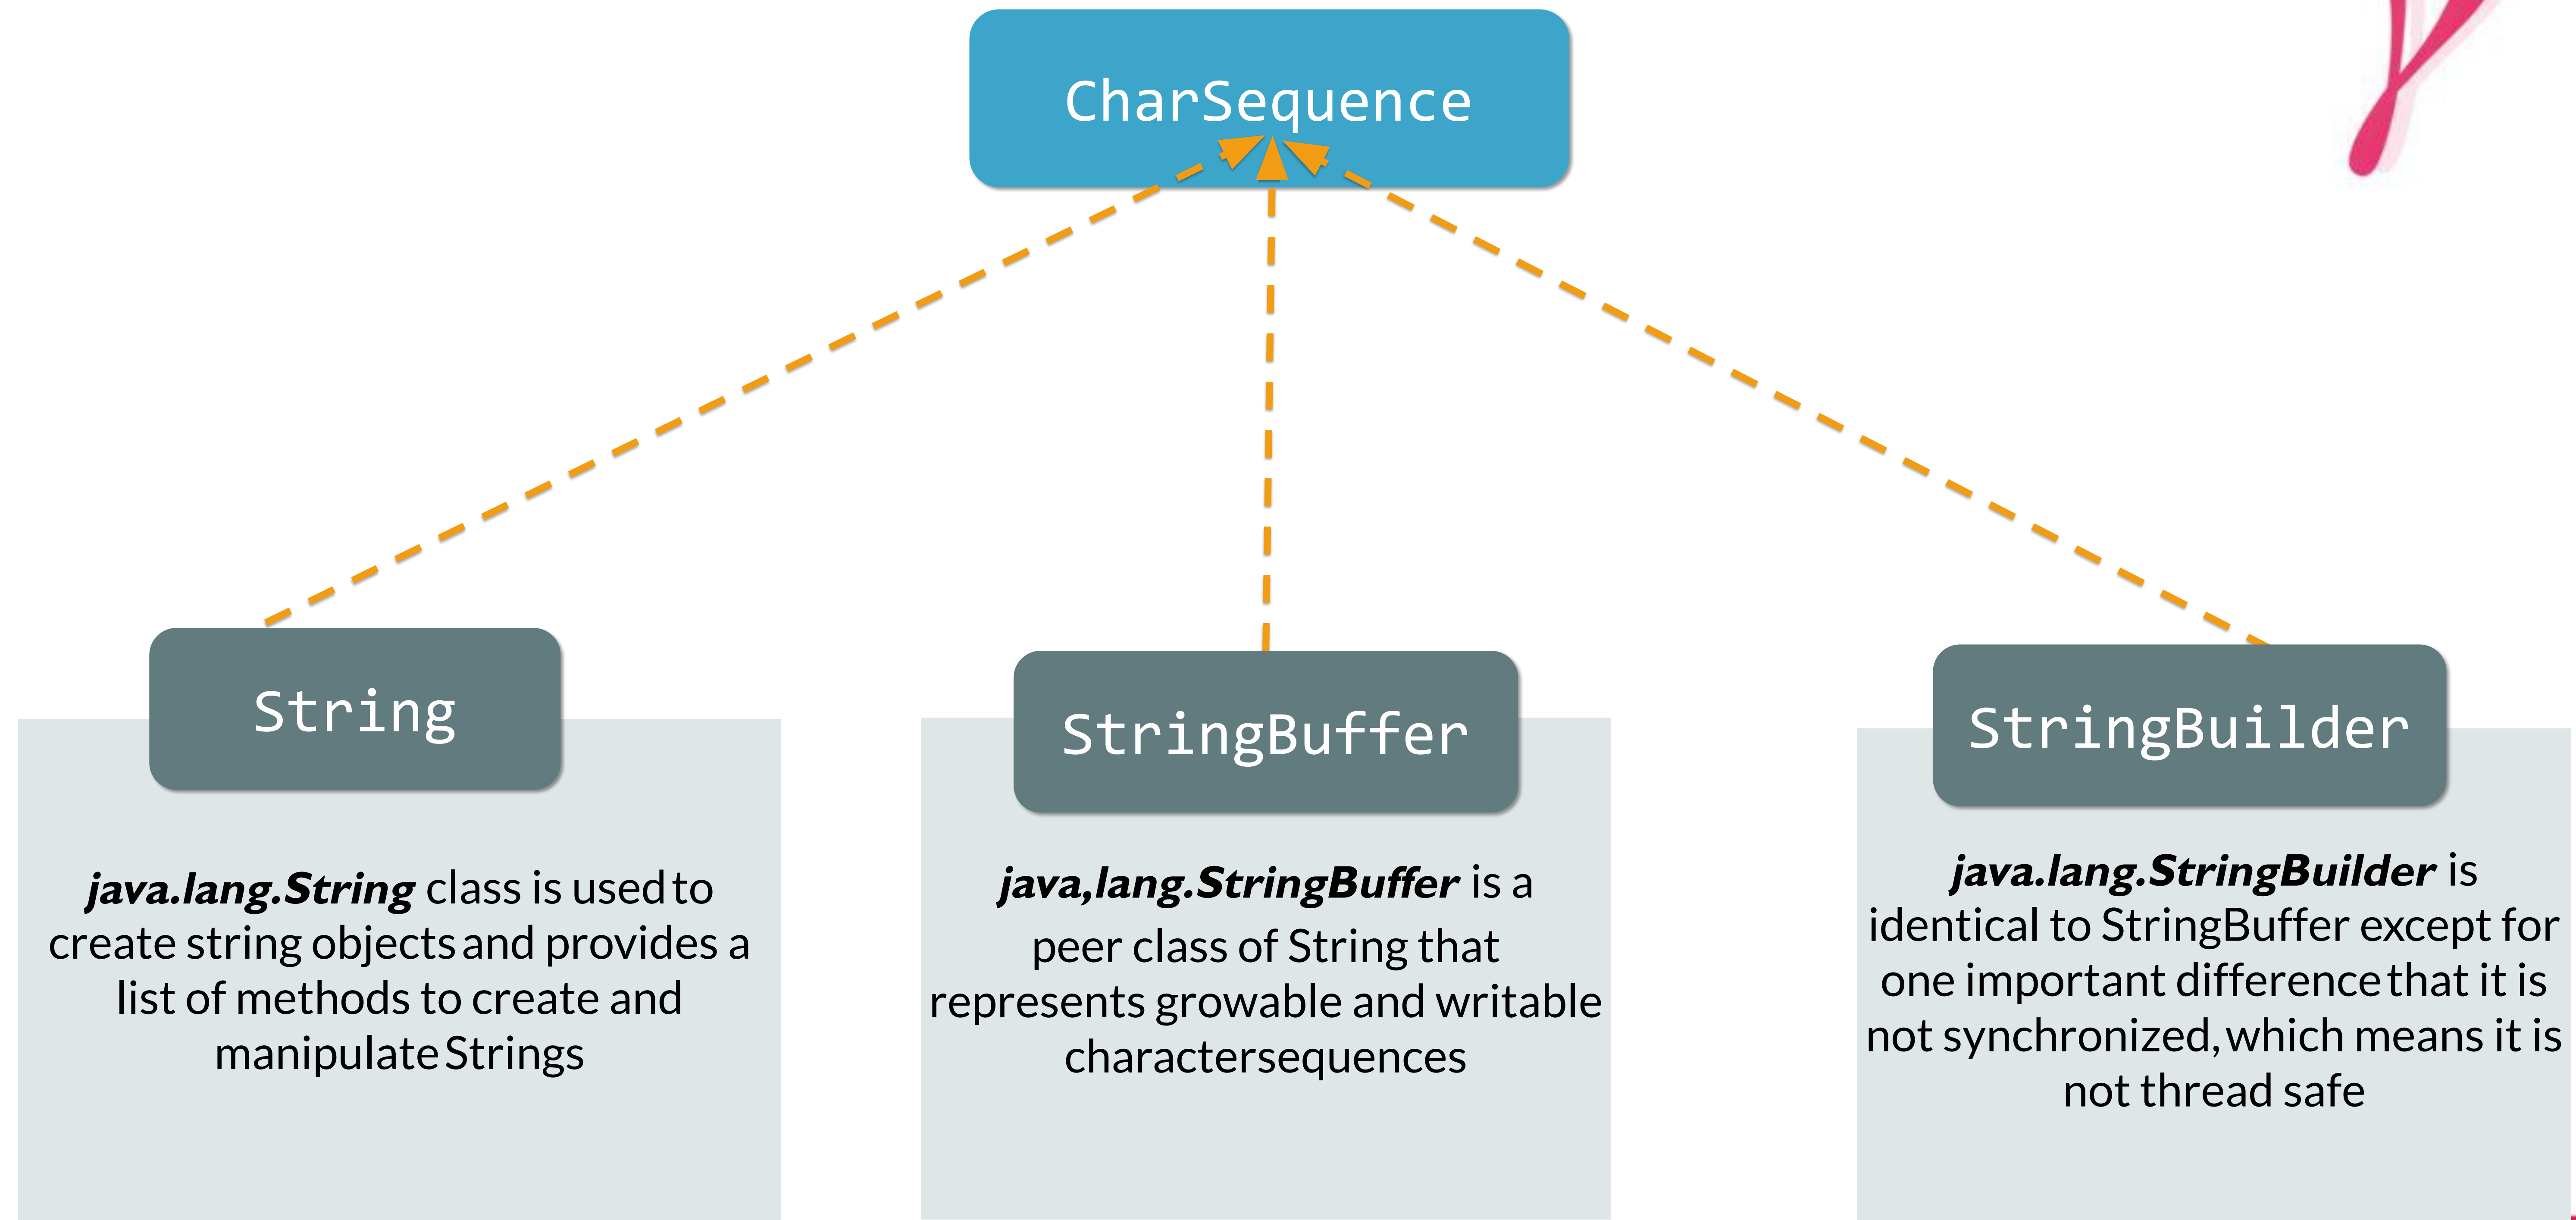 CharSequence
String
java.lang.String class is used to
create string objects and provides a
list of methods to create and
manipulate Strings
StringBuffer
java,lang.StringBuffer is a
peer class of String that
represents growable and writable
charactersequences
StringBuilder
java.lang.StringBuilder is
identical to StringBuffer except for
one important difference that it is
not synchronized, which means it is
not thread safe